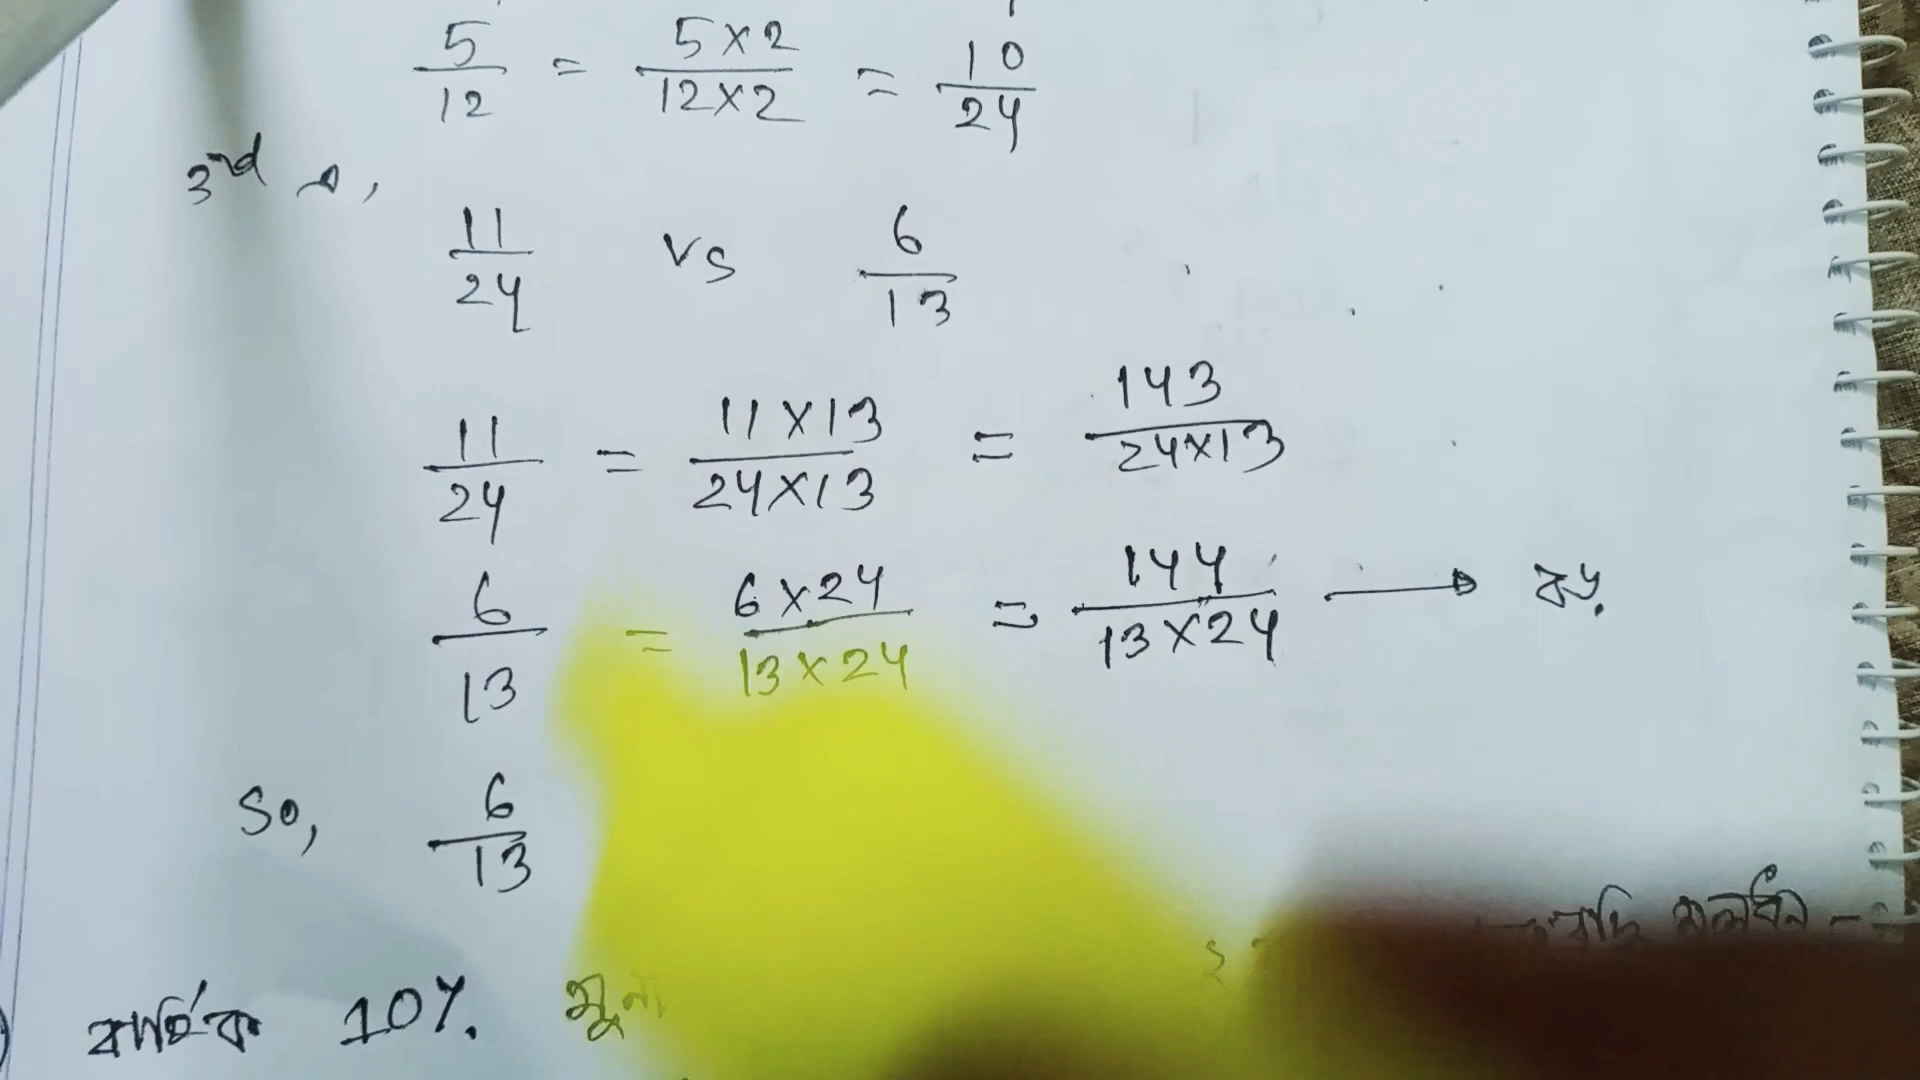 5/12 = 5×2/12×2 = 10/24
3rd এ,
11/24 vs 6/13
11/24 = 11×13/24×13 = 143/24×13
6/13 = 6×24/13×24 = 144/13×24 → বড়.
So, 6/13
মূলধন -
বার্ষিক 10%.